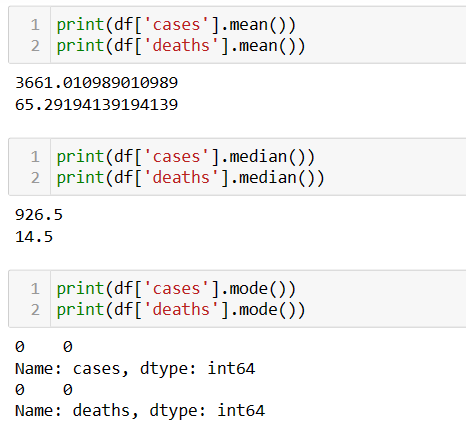 1 print(df['cases'].mean())
2 print(df['deaths'].mean())
3661.010989010989
65.29194139194139
1 print(df['cases'].median())
2 print(df['deaths'].median())
926.5
14.5
1 print(df['cases'].mode())
2 print(df['deaths'].mode())
0    0
Name: cases, dtype: int64
0    0
Name: deaths, dtype: int64